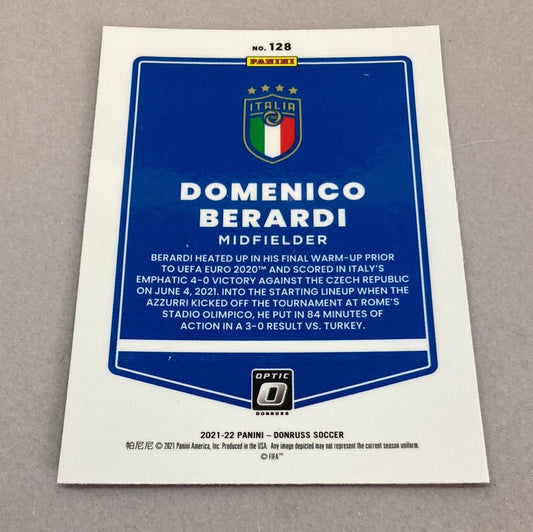 NO. 128
PANINI
ITALIA
DOMENICO
BERARDI
MIDFIELDER
BERARDI HEATED UP IN HIS FINAL WARM-UP PRIOR
TO UEFA EURO 2020™ AND SCORED IN ITALY'S
EMPHATIC 4-0 VICTORY AGAINST THE CZECH REPUBLIC
ON JUNE 4, 2021. INTO THE STARTING LINEUP WHEN THE
AZZURRI KICKED OFF THE TOURNAMENT AT ROME'S
STADIO OLIMPICO, HE PUT IN 84 MINUTES OF
ACTION IN A 3-0 RESULT VS. TURKEY.
OPTIC
O
DONRUSS
2021-22 PANINI – DONRUSS SOCCER
帕尼尼 © 2021 Panini America, Inc. Produced in the USA. Any image depicted may not represent the current season uniform.
© FIFA™